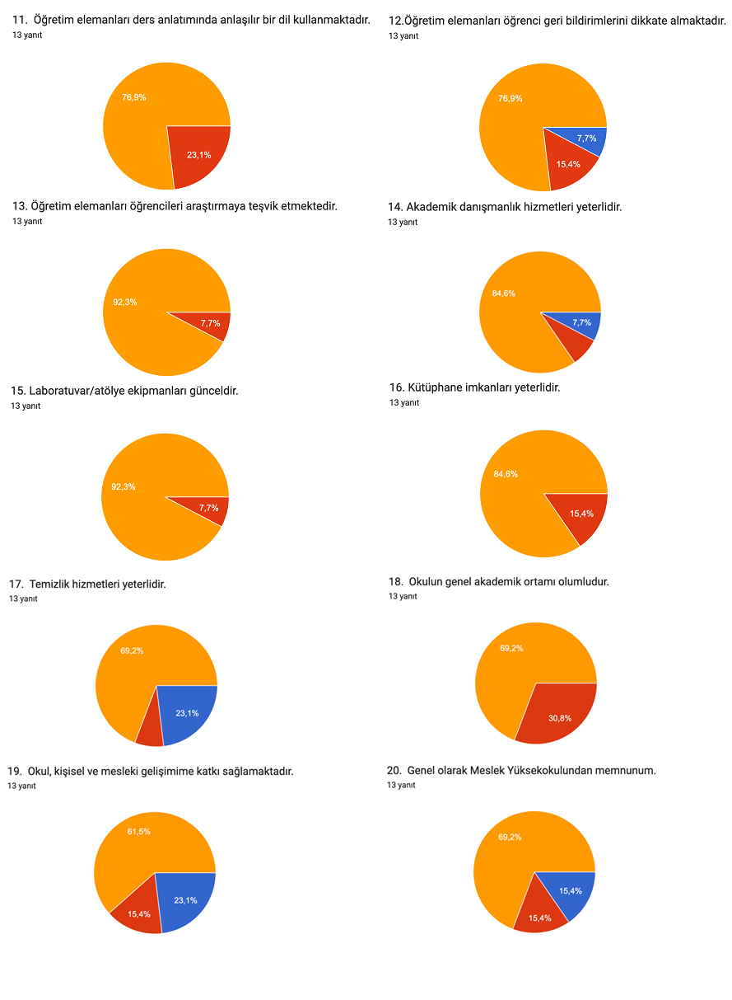 11.  Öğretim elemanları ders anlatımında anlaşılır bir dil kullanmaktadır.
13 yanıt
76,9%
23,1%
12.Öğretim elemanları öğrenci geri bildirimlerini dikkate almaktadır.
13 yanıt
76,9%
7,7%
15,4%
13. Öğretim elemanları öğrencileri araştırmaya teşvik etmektedir.
13 yanıt
92,3%
7,7%
14. Akademik danışmanlık hizmetleri yeterlidir.
13 yanıt
84,6%
7,7%
15. Laboratuvar/atölye ekipmanları günceldir.
13 yanıt
92,3%
7,7%
16. Kütüphane imkanları yeterlidir.
13 yanıt
84,6%
15,4%
17.  Temizlik hizmetleri yeterlidir.
13 yanıt
69,2%
23,1%
18.  Okulun genel akademik ortamı olumludur.
13 yanıt
69,2%
30,8%
19.  Okul, kişisel ve mesleki gelişimime katkı sağlamaktadır.
13 yanıt
61,5%
23,1%
15,4%
20.  Genel olarak Meslek Yüksekokulundan memnunum.
13 yanıt
69,2%
15,4%
15,4%